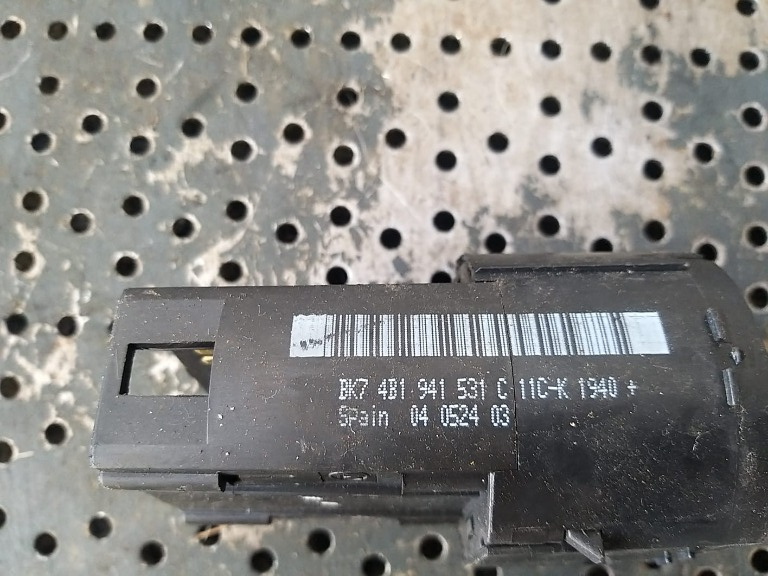 BK7 4B1 941 531 C 11C-K 1940 +
Spain 04 0524 03